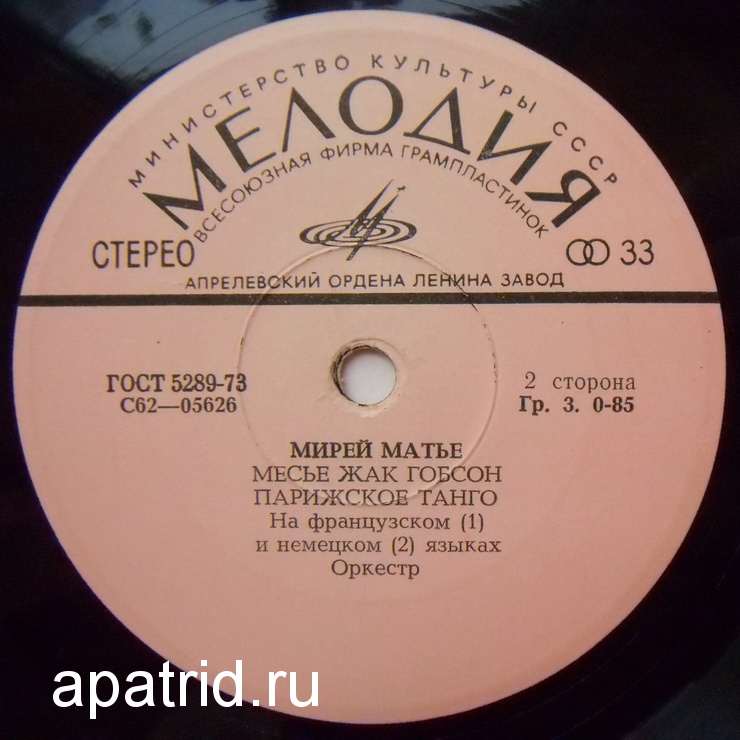 МИНИСТЕРСТВО КУЛЬТУРЫ СССР
МЕЛОДИЯ
ВСЕСОЮЗНАЯ ФИРМА ГРАМПЛАСТИНОК
СТЕРЕО
33
АПРЕЛЕВСКИЙ ОРДЕНА ЛЕНИНА ЗАВОД
ГОСТ 5289-73
С62—05626
2 сторона
Гр. 3. 0-85
МИРЕЙ МАТЬЕ
МЕСЬЕ ЖАК ГОБСОН
ПАРИЖСКОЕ ТАНГО
На французском (1)
и немецком (2) языках
Оркестр
apatrid.ru